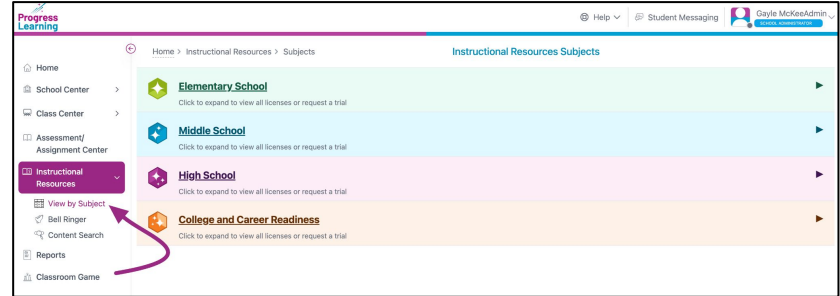 Progress
Learning
Help
Student Messaging
Gayle McKeeAdmin
SCHOOL ADMINISTRATOR
Home > Instructional Resources > Subjects
Instructional Resources Subjects
Home
School Center
Class Center
Assessment/
Assignment Center
Instructional
Resources
View by Subject
Bell Ringer
Content Search
Reports
Classroom Game
Elementary School
Click to expand to view all licenses or request a trial
Middle School
Click to expand to view all licenses or request a trial
High School
Click to expand to view all licenses or request a trial
College and Career Readiness
Click to expand to view all licenses or request a trial